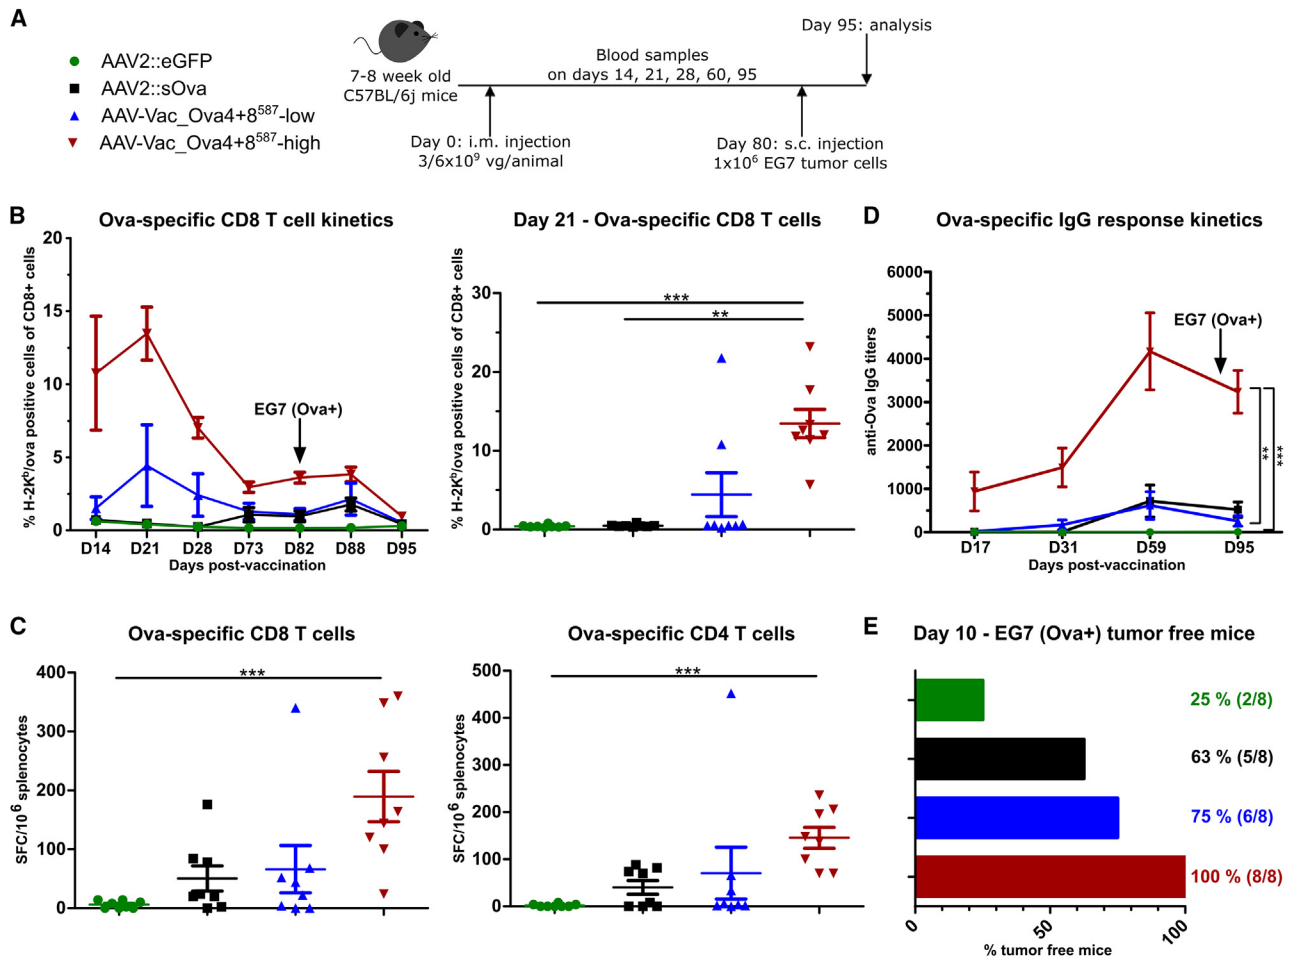 A
AAV2::eGFP
AAV2::sOva
AAV-Vac_Ova4+8⁵⁸⁷-low
AAV-Vac_Ova4+8⁵⁸⁷-high
7-8 week old
C57BL/6j mice
Blood samples
on days 14, 21, 28, 60, 95
Day 95: analysis
Day 0: i.m. injection
3/6x10⁹ vg/animal
Day 80: s.c. injection
1x10⁶ EG7 tumor cells
B
Ova-specific CD8 T cell kinetics
% H-2Kᵇ/ova positive cells of CD8+ cells
20
15
10
5
0
EG7 (Ova+)
D14 D21 D28 D73 D82 D88 D95
Days post-vaccination
Day 21 - Ova-specific CD8 T cells
% H-2Kᵇ/ova positive cells of CD8+ cells
30
20
10
0
***
**
D
Ova-specific IgG response kinetics
anti-Ova IgG titers
6000
5000
4000
3000
2000
1000
0
EG7 (Ova+)
**
***
D17 D31 D59 D95
Days post-vaccination
C
Ova-specific CD8 T cells
SFC/10⁶ splenocytes
400
300
200
100
0
***
Ova-specific CD4 T cells
SFC/10⁶ splenocytes
500
400
300
200
100
0
***
E
Day 10 - EG7 (Ova+) tumor free mice
25 % (2/8)
63 % (5/8)
75 % (6/8)
100 % (8/8)
0 50 100
% tumor free mice